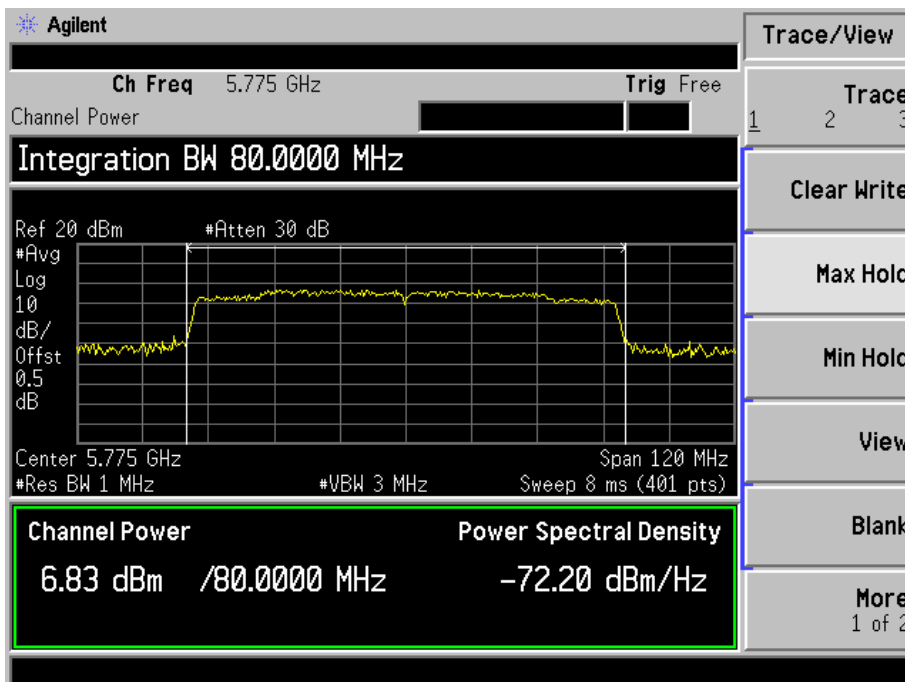 Agilent
Trace/View
Ch Freq 5.775 GHz Trig Free
Channel Power
Trace
1 2 3
Integration BW 80.0000 MHz
Clear Write
Ref 20 dBm #Atten 30 dB
#Avg
Log
10
dB/
Offst
0.5
dB
Max Hold
Min Hold
Center 5.775 GHz Span 120 MHz
#Res BW 1 MHz #VBW 3 MHz Sweep 8 ms (401 pts)
View
Channel Power Power Spectral Density
6.83 dBm /80.0000 MHz -72.20 dBm/Hz
Blank
More
1 of 2